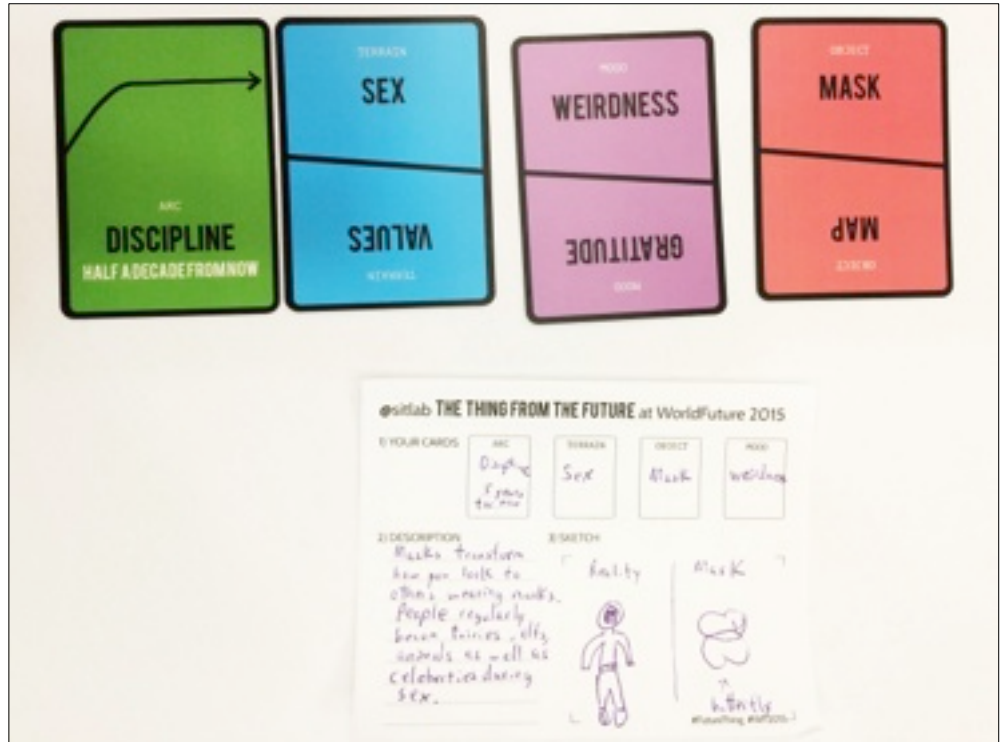 ARC
DISCIPLINE
HALF A DECADE FROM NOW
TERRAIN
SEX
VALUES
TERRAIN
MOOD
WEIRDNESS
GRATITUDE
MOOD
OBJECT
MASK
MAP
OBJECT
@sitlab THE THING FROM THE FUTURE at WorldFuture 2015
1) YOUR CARDS
ARC
TERRAIN
Sex
OBJECT
Mask
MOOD
weirdness
2) DESCRIPTION
Masks transform
how you look to
others wearing masks.
People regularly
become fairies, elfs,
animals as well as
celebrities during
sex.
3) SKETCH
Reality
Mask
butterfly
#FutureThing